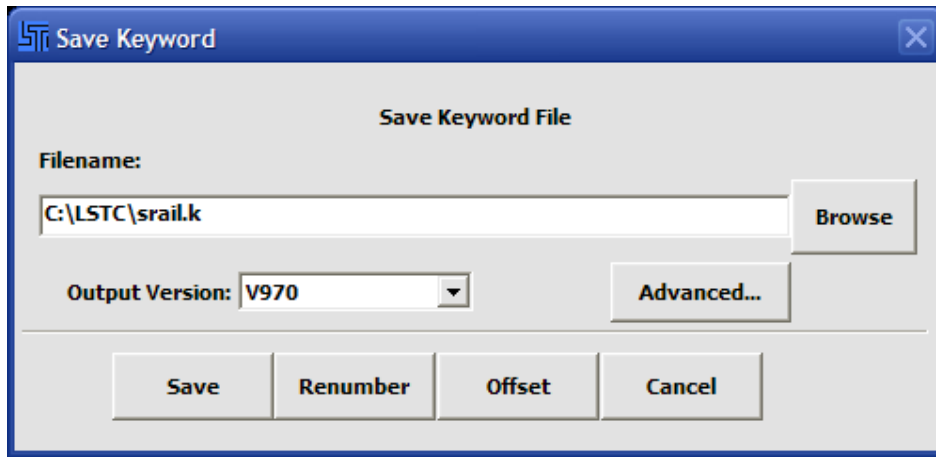 Save Keyword
Save Keyword File
Filename:
C:\LSTC\srail.k
Browse
Output Version: V970
Advanced...
Save Renumber Offset Cancel